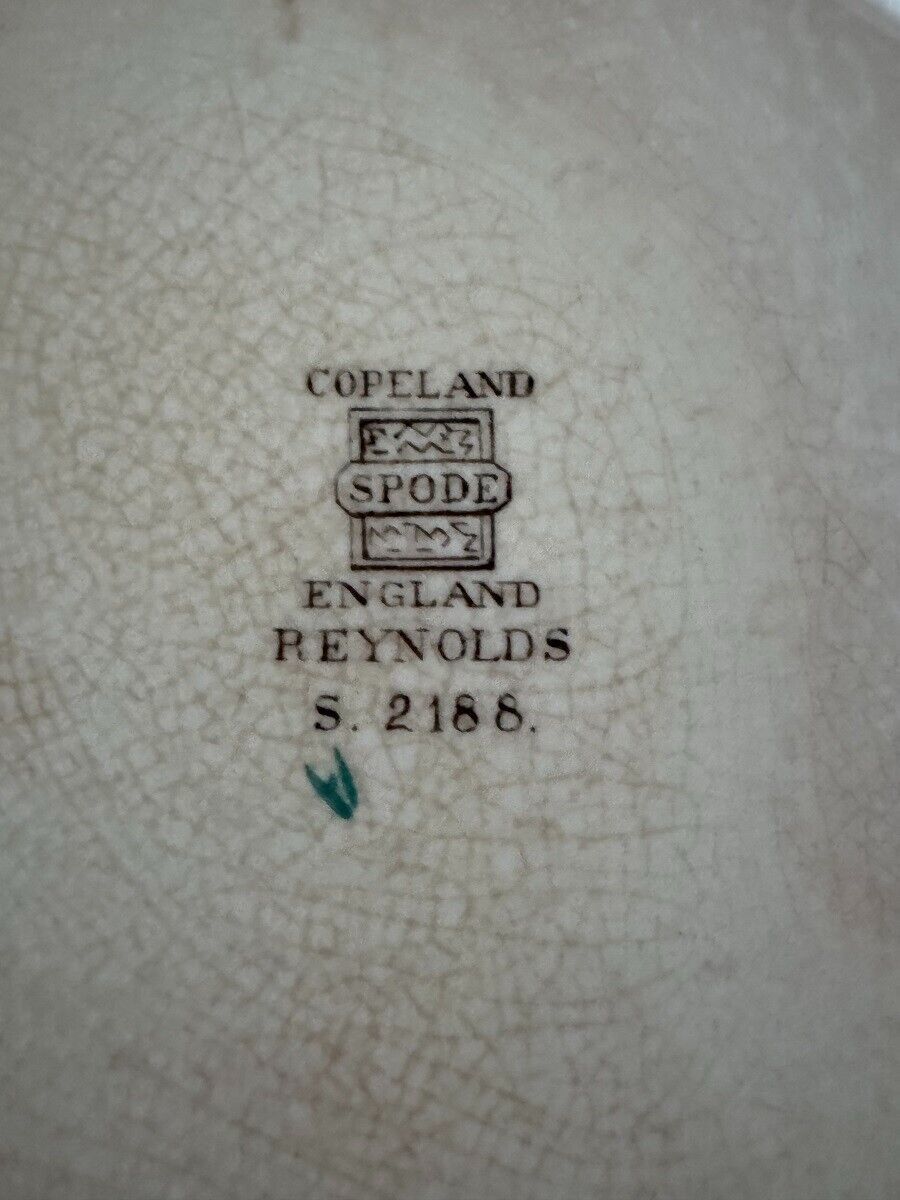 COPELAND
SPODE
ENGLAND
REYNOLDS
S. 2188.